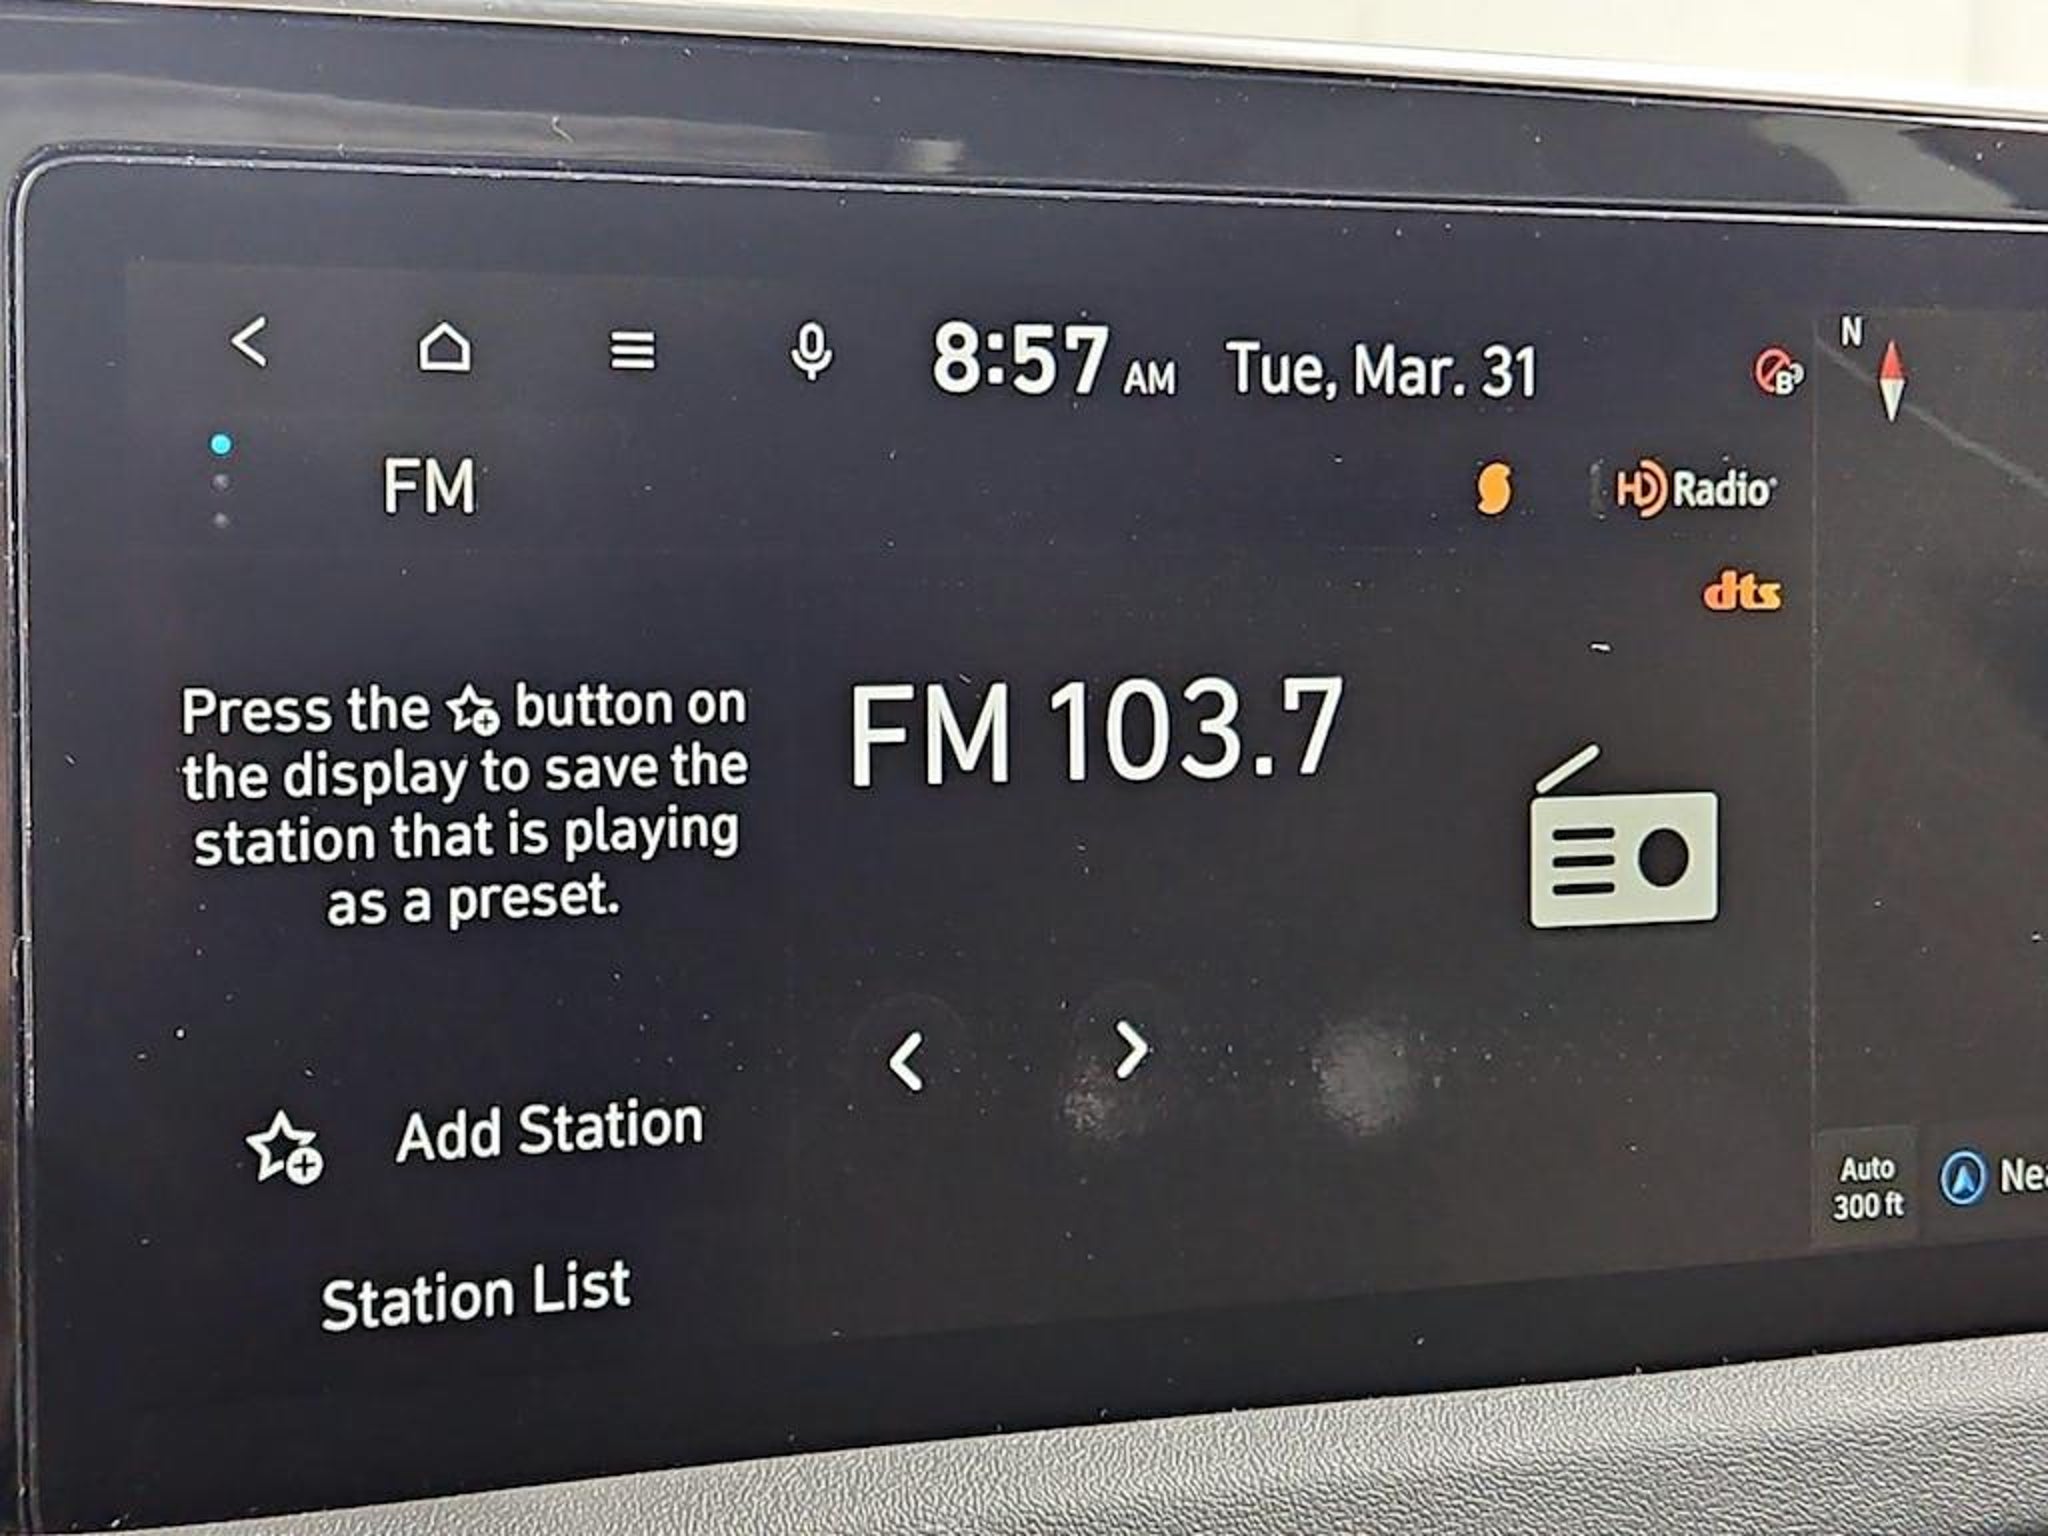 8:57 AM Tue, Mar. 31
N
FM
HD Radio
dts
Press the button on
the display to save the
station that is playing
as a preset.
FM 103.7
Add Station
Station List
Auto
300 ft